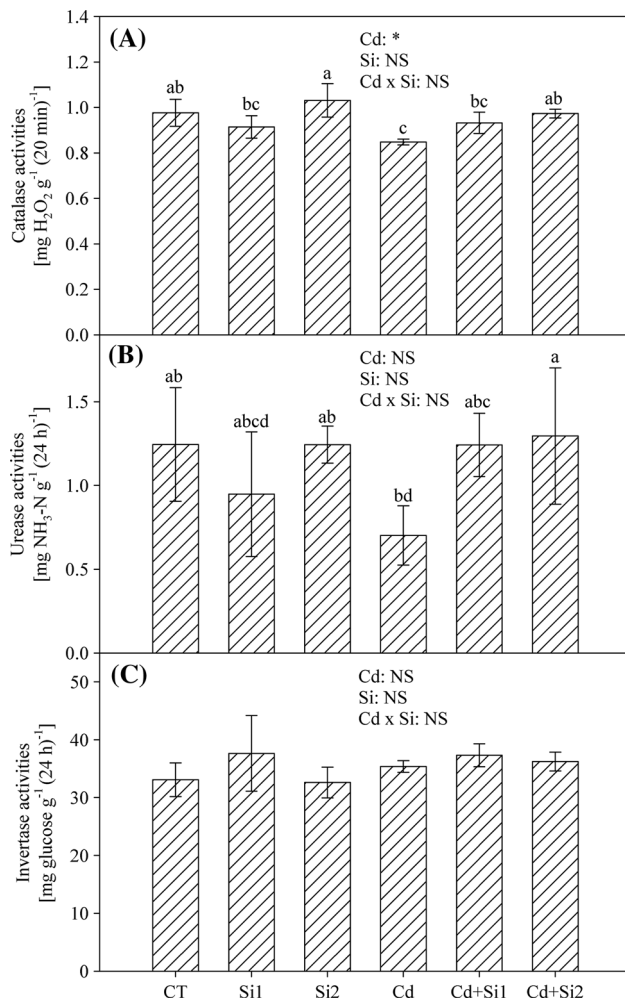 (A)
Cd: *
Si: NS
Cd x Si: NS
Catalase activities
[mg H₂O₂ g⁻¹ (20 min)⁻¹]
1.4
1.2
1.0
0.8
0.6
0.4
0.2
0.0
ab
bc
a
c
bc
ab
(B)
Cd: NS
Si: NS
Cd x Si: NS
Urease activities
[mg NH₃-N g⁻¹ (24 h)⁻¹]
1.5
1.0
0.5
0.0
ab
abcd
ab
bd
abc
a
(C)
Cd: NS
Si: NS
Cd x Si: NS
Invertase activities
[mg glucose g⁻¹ (24 h)⁻¹]
50
40
30
20
10
0
CT Si1 Si2 Cd Cd+Si1 Cd+Si2